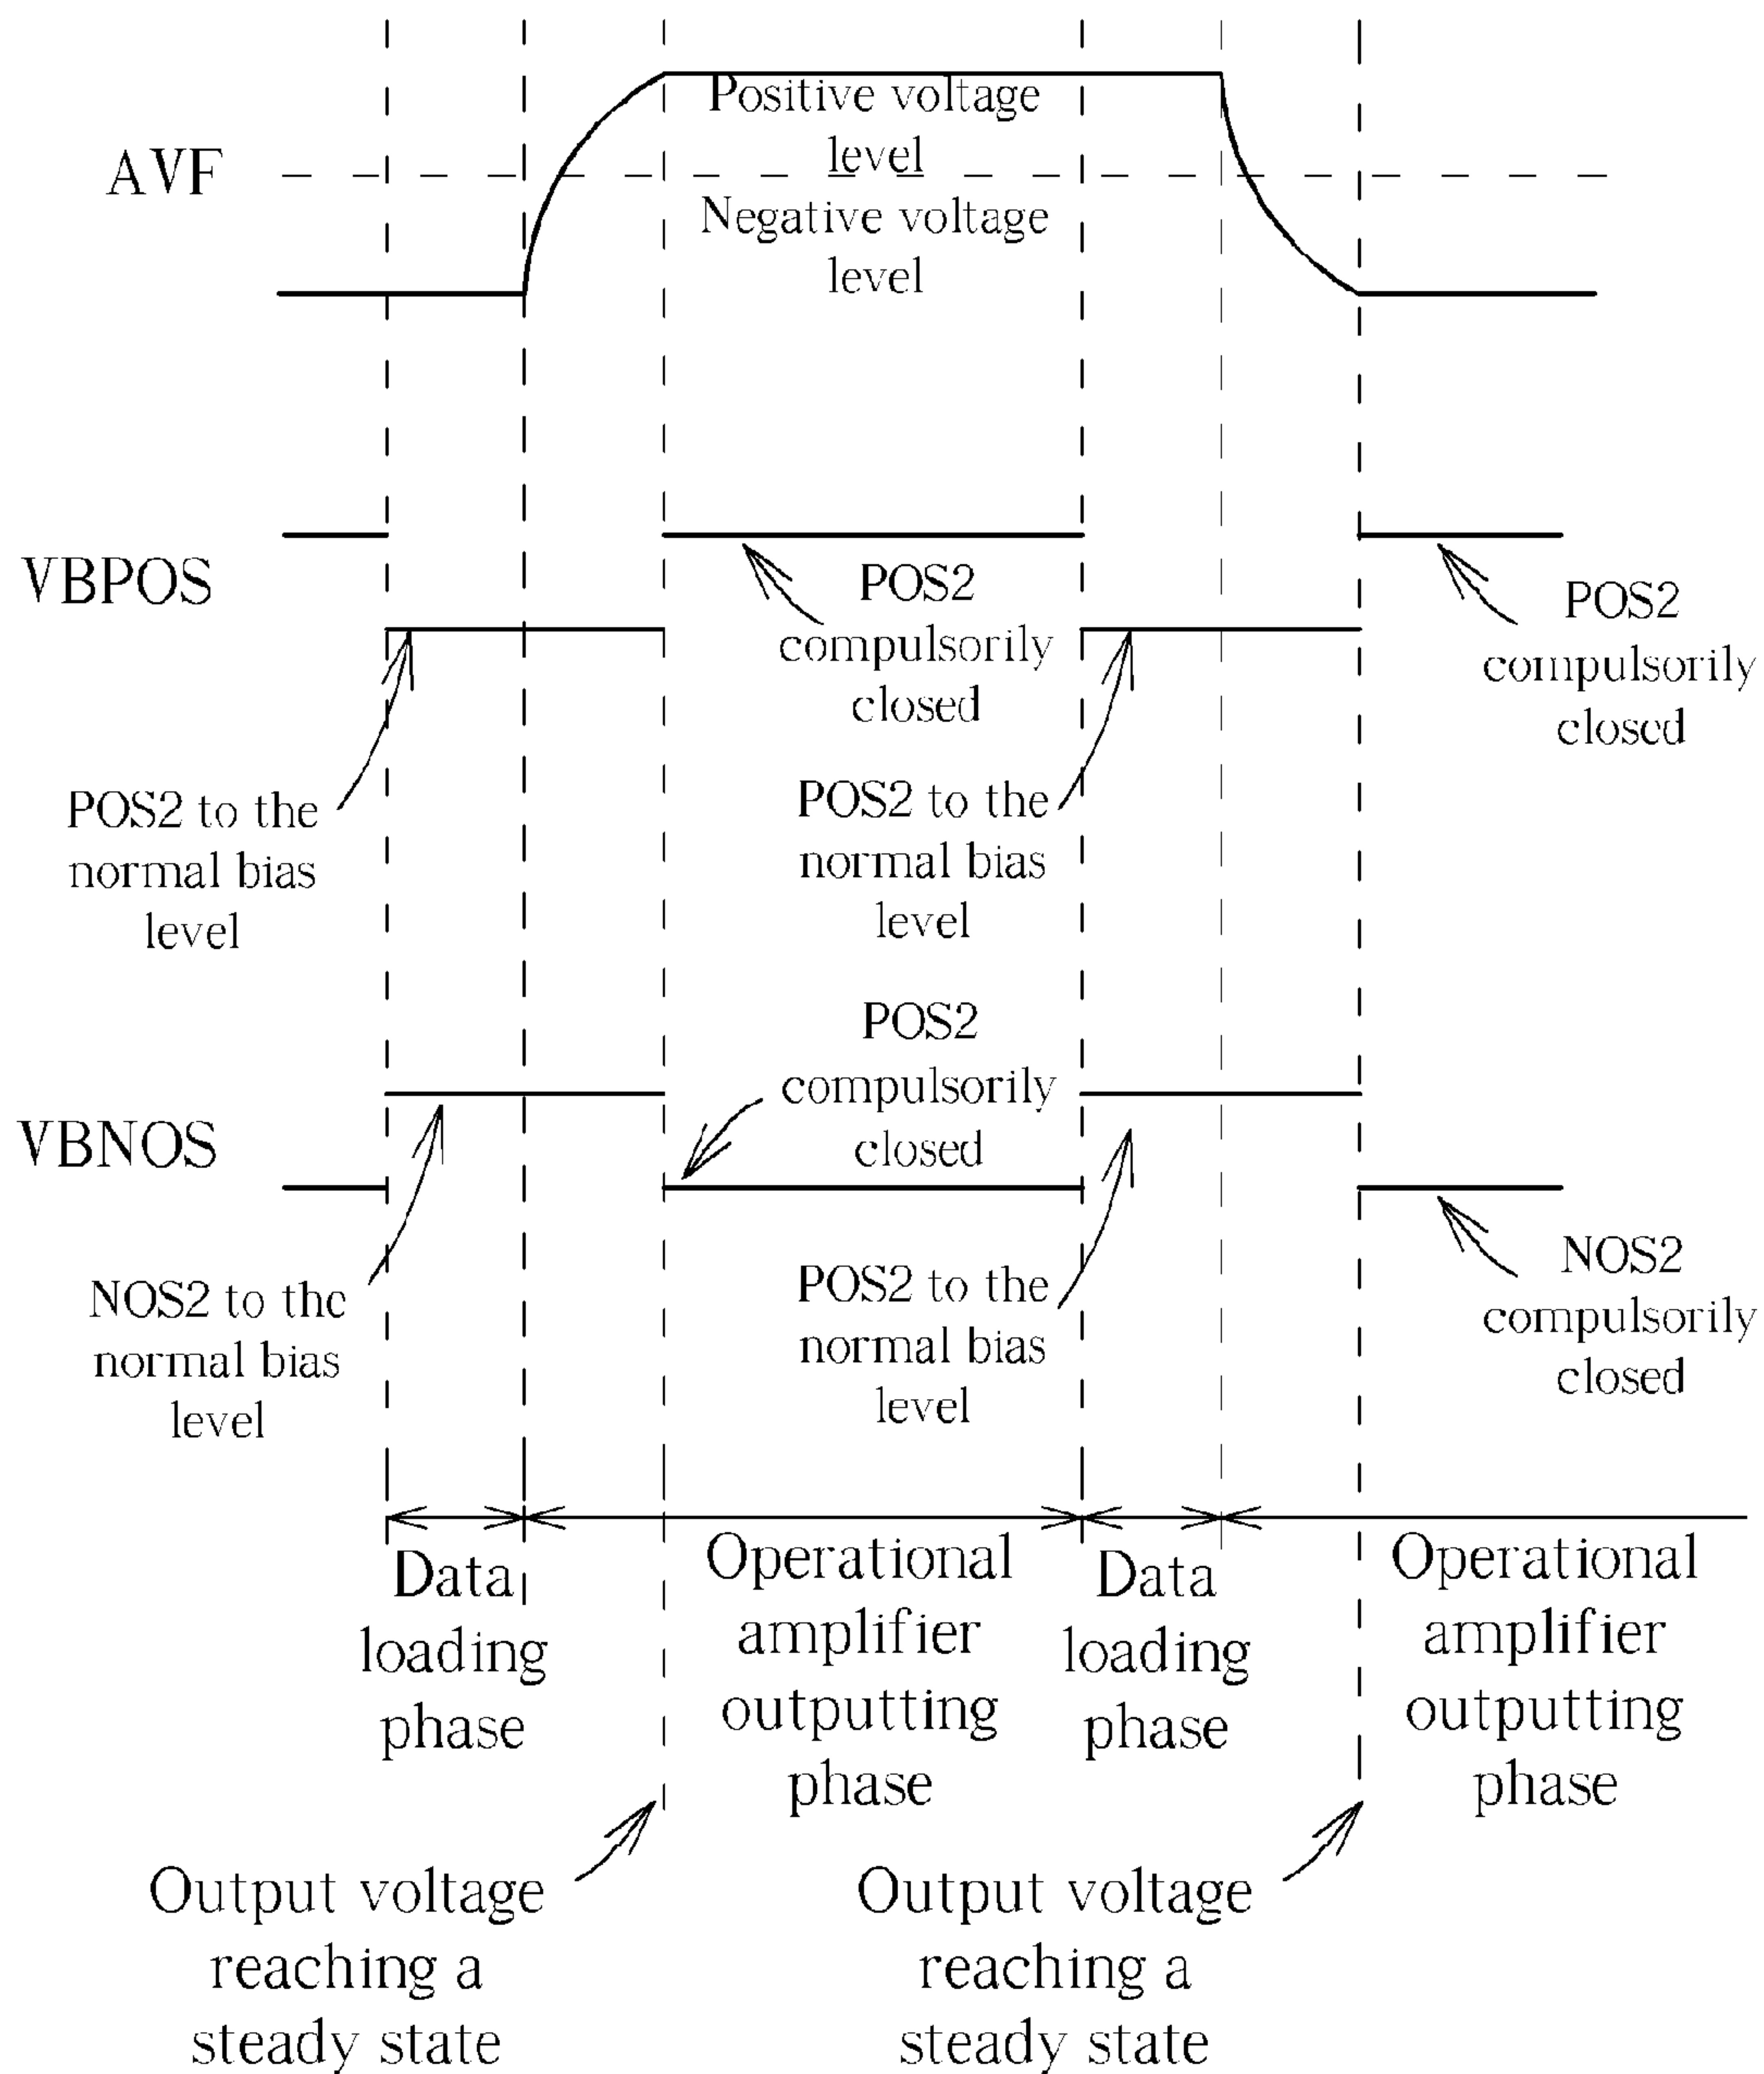 AVF
Positive voltage
level
Negative voltage
level
VBPOS
POS2
compulsorily
closed
POS2
compulsorily
closed
POS2 to the
normal bias
level
POS2 to the
normal bias
level
VBNOS
POS2
compulsorily
closed
NOS2 to the
normal bias
level
POS2 to the
normal bias
level
NOS2
compulsorily
closed
Data
loading
phase
Operational
amplifier
outputting
phase
Data
loading
phase
Operational
amplifier
outputting
phase
Output voltage
reaching a
steady state
Output voltage
reaching a
steady state